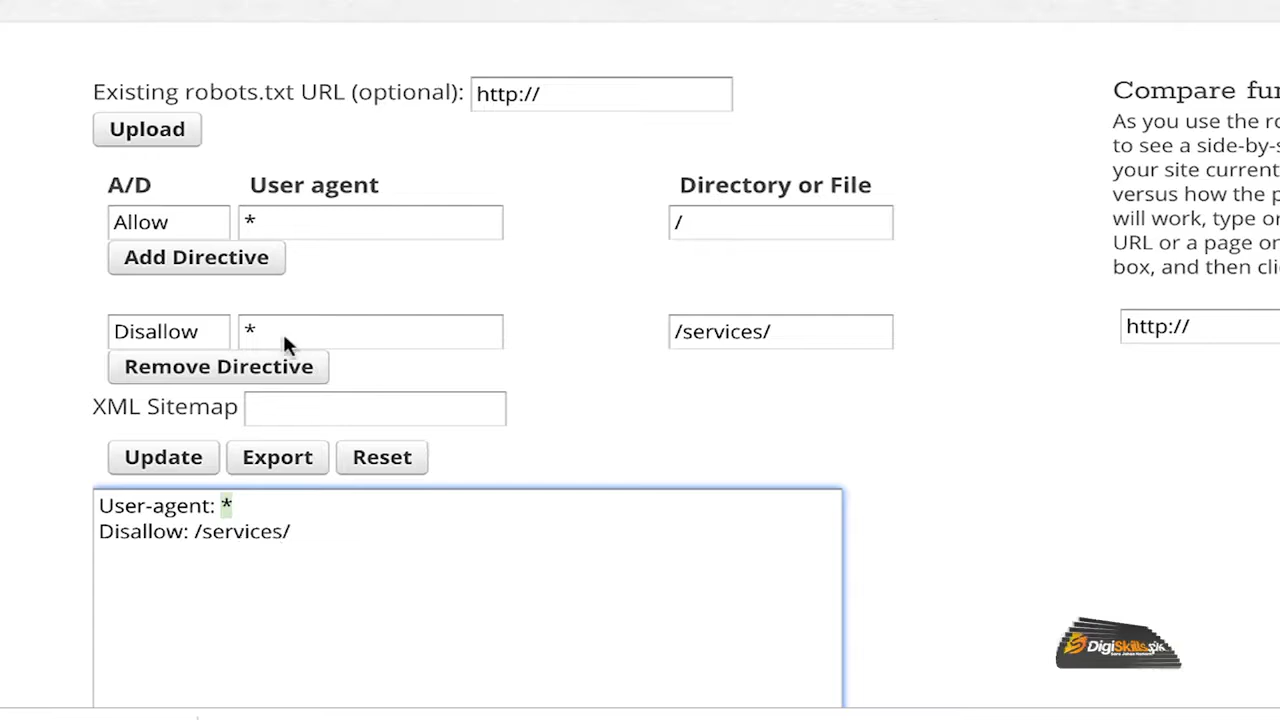 Existing robots.txt URL (optional): http://
Upload
A/D User agent Directory or File
Allow * /
Add Directive
Disallow * /services/
Remove Directive
XML Sitemap
Update Export Reset
User-agent: *
Disallow: /services/
Compare fu
As you use the ro
to see a side-by-s
your site current
versus how the p
will work, type or
URL or a page on
box, and then cli
http://
DigiSkills.pk